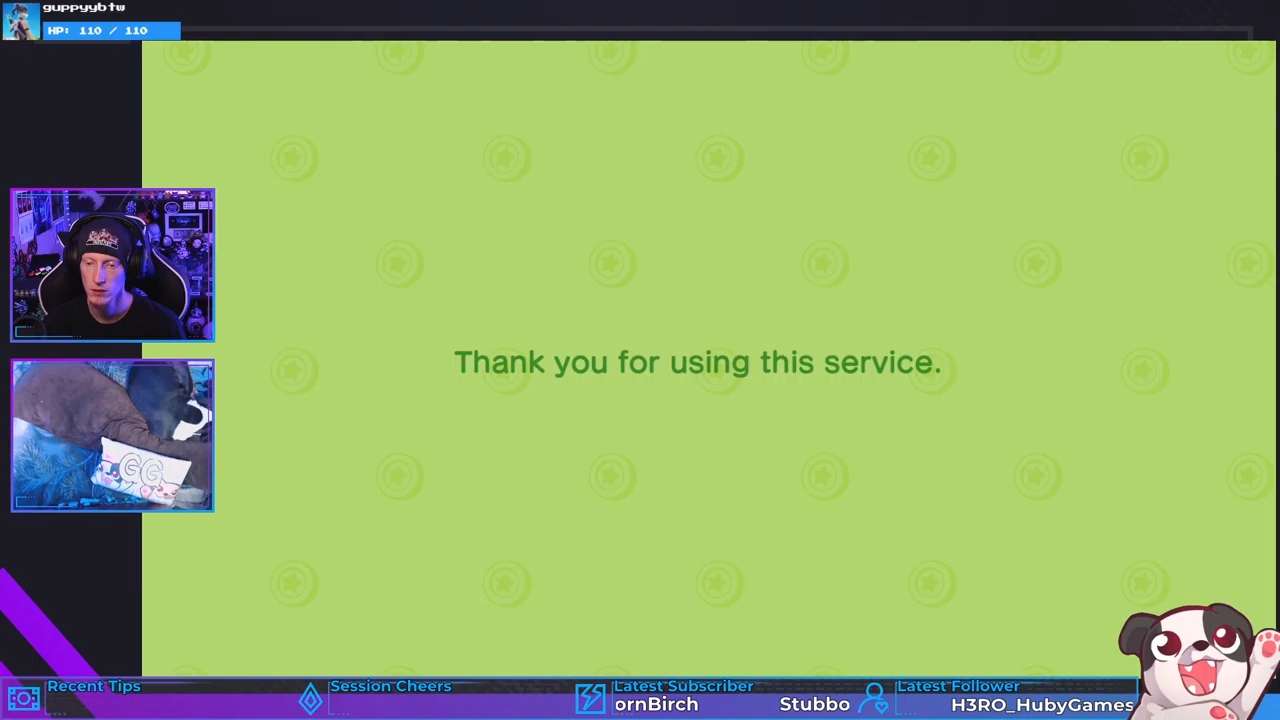 guppyybtw
HP: 110 / 110
Thank you for using this service.
GG
Recent Tips
Session Cheers
Latest Subscriber
ornBirch
Stubbo
Latest Follower
H3RO_HubyGames